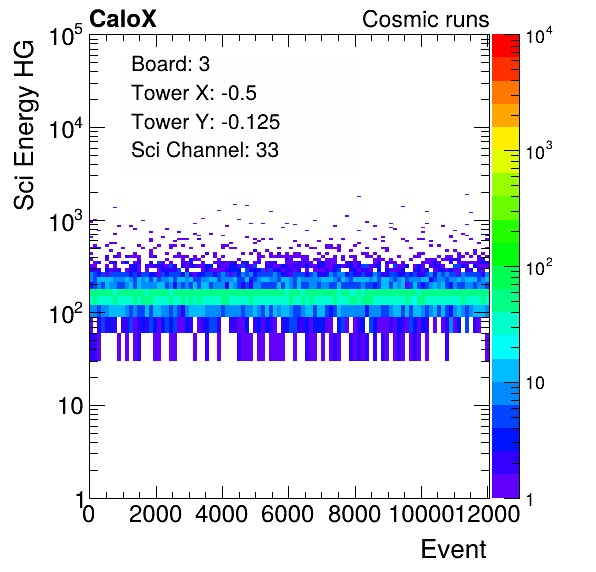 CaloX Cosmic runs
Board: 3
Tower X: -0.5
Tower Y: -0.125
Sci Channel: 33
Sci Energy HG
10^5
10^4
10^3
10^2
10
1
0 2000 4000 6000 8000 10000 12000
Event
10^4
10^3
10^2
10
1